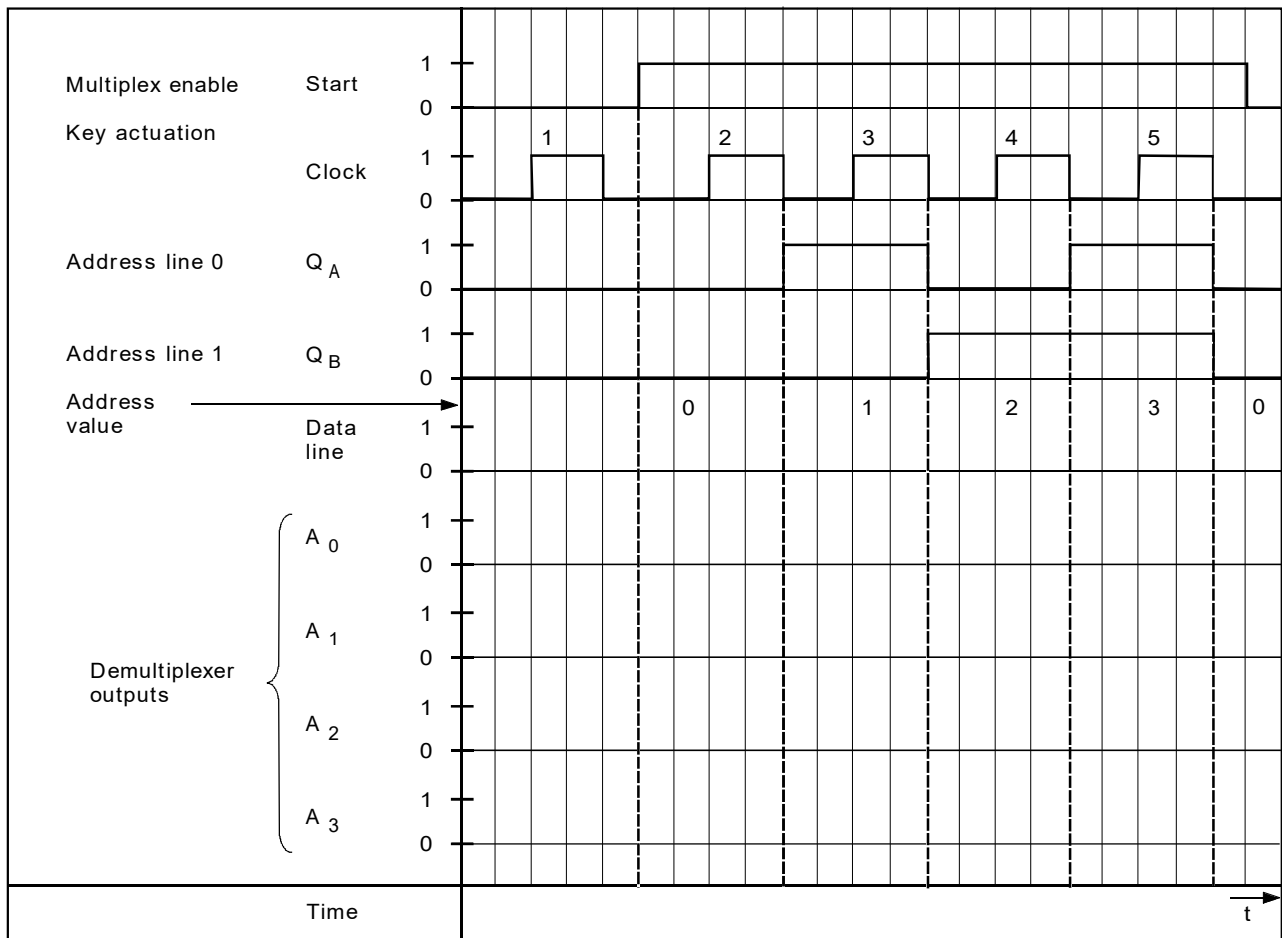 1
Multiplex enable Start
0
Key actuation 1 2 3 4 5
1
Clock
0
1
Address line 0 Q A
0
1
Address line 1 Q B
0
Address value 0 1 2 3 0
1
Data line
0
1
A 0
0
1
A 1
0
Demultiplexer outputs
1
A 2
0
1
A 3
0
Time t